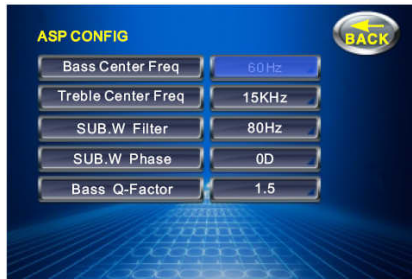 ASP CONFIG
BACK
Bass Center Freq 60Hz
Treble Center Freq 15KHz
SUB.W Filter 80Hz
SUB.W Phase 0D
Bass Q-Factor 1.5